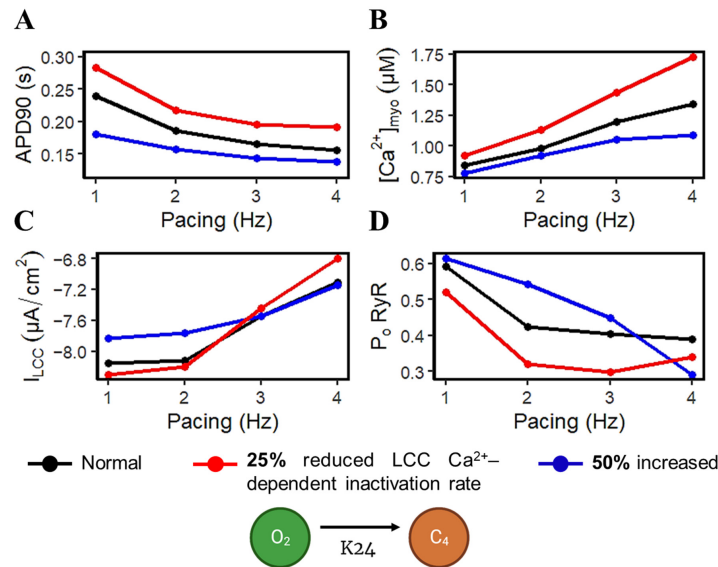 A
B
APD90 (s)
0.30
0.25
0.20
0.15
1 2 3 4
Pacing (Hz)
[Ca²⁺]myo (µM)
1.75
1.50
1.25
1.00
0.75
1 2 3 4
Pacing (Hz)
C
D
I_LCC (µA/cm²)
−6.8
−7.2
−7.6
−8.0
1 2 3 4
Pacing (Hz)
Pₒ RyR
0.6
0.5
0.4
0.3
1 2 3 4
Pacing (Hz)
Normal
25% reduced LCC Ca²⁺–
dependent inactivation rate
50% increased
O₂
K24
C₄